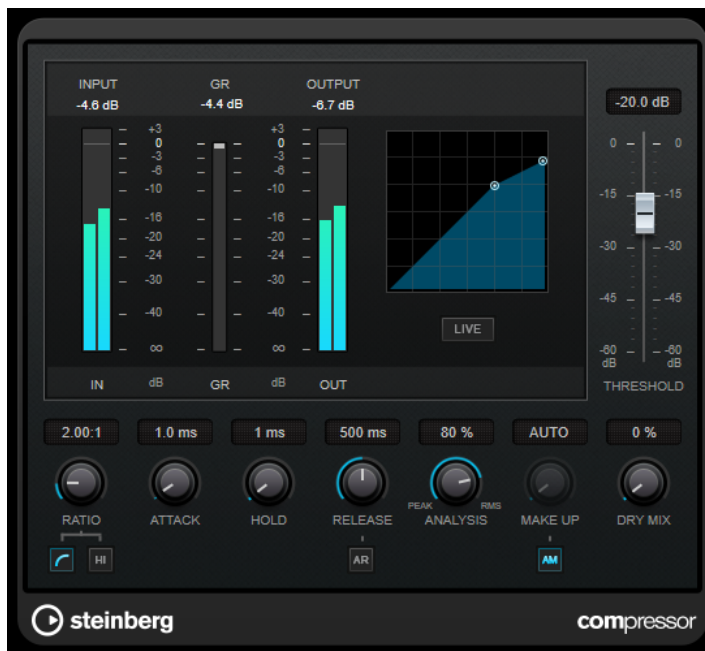 INPUT GR OUTPUT
-4.6 dB -4.4 dB -6.7 dB -20.0 dB
+3 +3
0 0 0 0
-3 -3
-6 -6
-10 -10 -15 -15
-16 -16
-20 -20
-24 -24 -30 -30
-30 -30
-45 -45
-40 -40
LIVE
∞ ∞ -60 -60
dB dB
IN dB GR dB OUT THRESHOLD
2.00:1 1.0 ms 1 ms 500 ms 80 % AUTO 0 %
PEAK RMS
RATIO ATTACK HOLD RELEASE ANALYSIS MAKE UP DRY MIX
HI AR AM
steinberg compressor